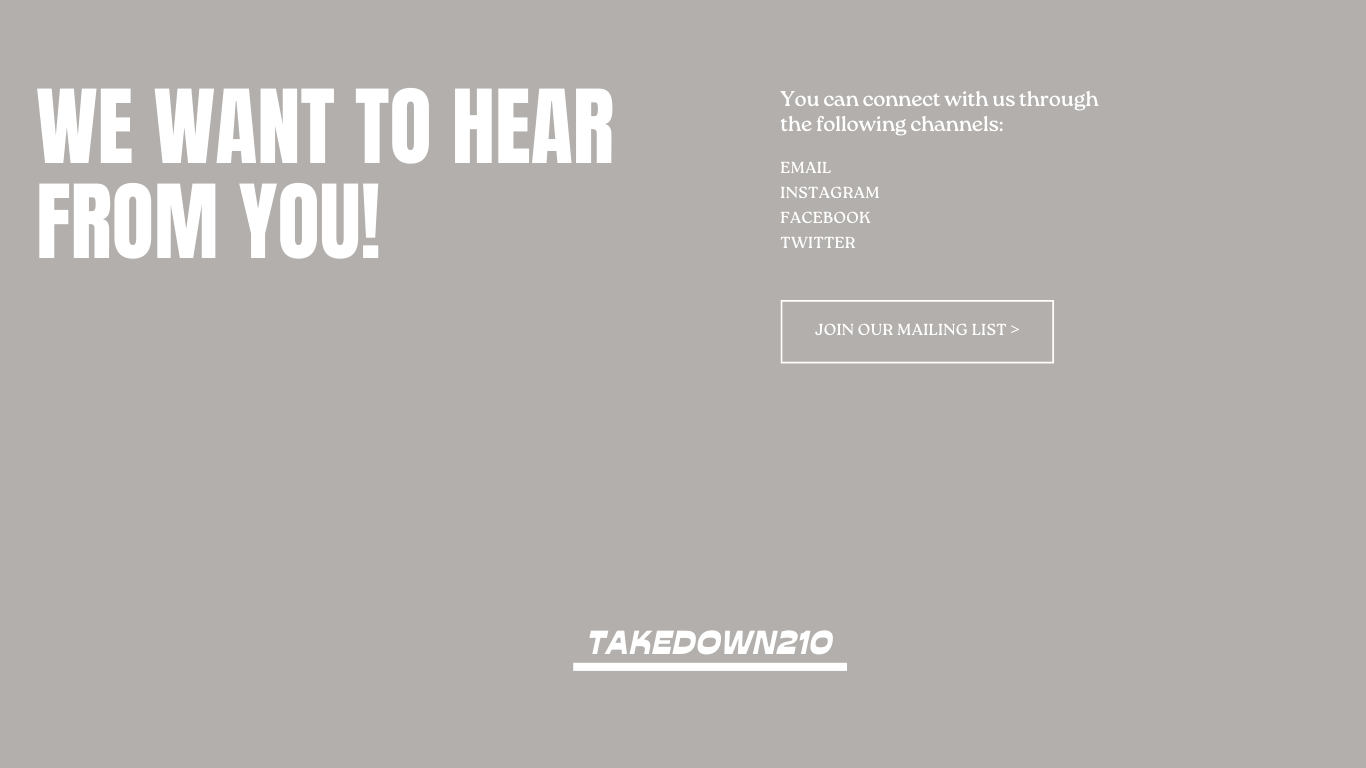 WE WANT TO HEAR
FROM YOU!
You can connect with us through
the following channels:
EMAIL
INSTAGRAM
FACEBOOK
TWITTER
JOIN OUR MAILING LIST >
TAKEDOWN210